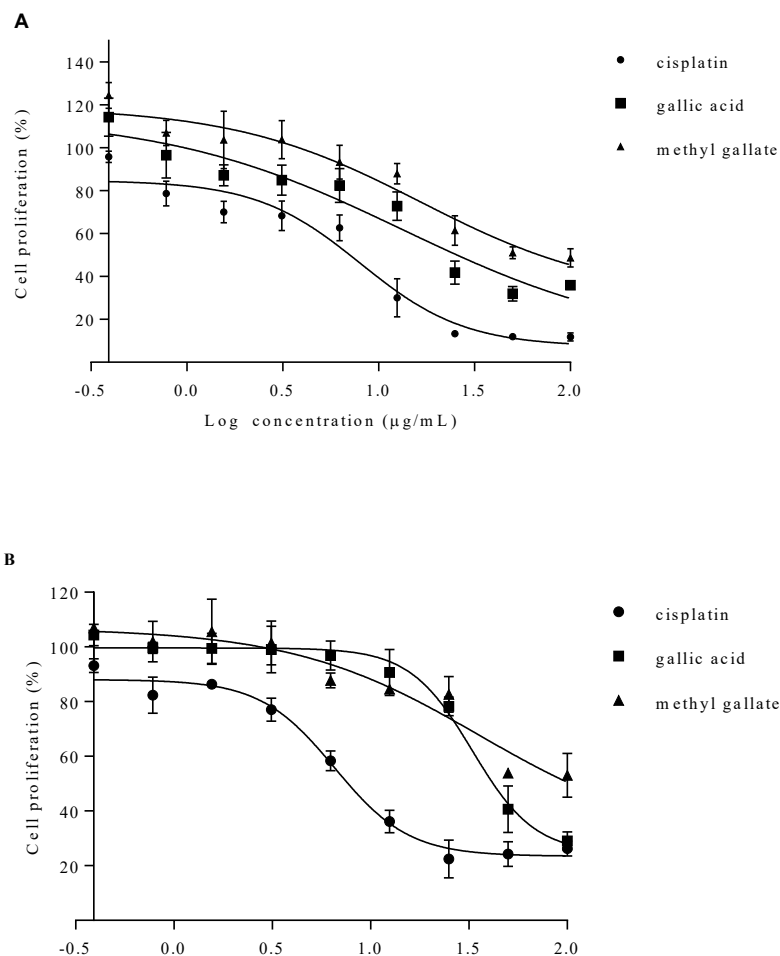 A
Cell proliferation (%)
140
120
100
80
60
40
20
-0.5 0.0 0.5 1.0 1.5 2.0
Log concentration (µg/mL)
cisplatin
gallic acid
methyl gallate
B
Cell proliferation (%)
120
100
80
60
40
20
-0.5 0.0 0.5 1.0 1.5 2.0
cisplatin
gallic acid
methyl gallate